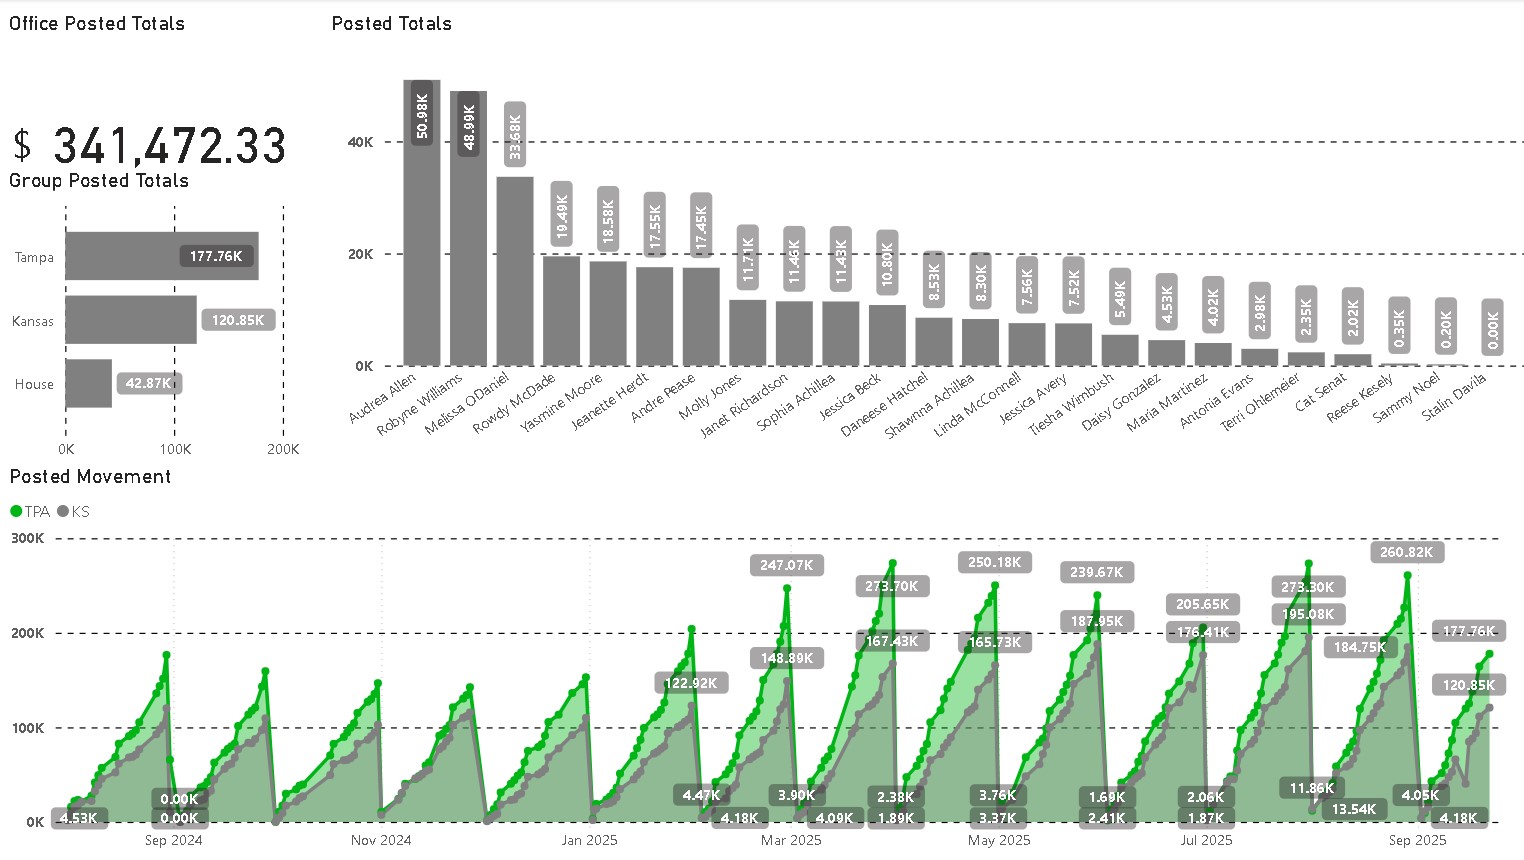 Office Posted Totals
$ 341,472.33
Group Posted Totals
Tampa 177.76K
Kansas 120.85K
House 42.87K
0K 100K 200K
Posted Totals
40K
20K
0K
50.98K 48.99K 33.68K 19.49K 18.58K 17.55K 17.45K 11.71K 11.46K 11.43K 10.80K 8.53K 8.30K 7.56K 7.52K 5.49K 4.53K 4.02K 2.98K 2.35K 2.02K 0.35K 0.20K 0.00K
Audrea Allen
Robyne Williams
Melissa ODaniel
Rowdy McDade
Yasmine Moore
Jeanette Herdt
Andre Pease
Molly Jones
Janet Richardson
Sophia Achillea
Jessica Beck
Daneese Hatchel
Shawnna Achillea
Linda McConnell
Jessica Avery
Tiesha Wimbush
Daisy Gonzalez
Maria Martinez
Antonia Evans
Terri Ohlemeier
Cat Senat
Reese Kesely
Sammy Noel
Stalin Davila
Posted Movement
TPA KS
300K
200K
100K
0K
247.07K 273.70K 250.18K 239.67K 205.65K 273.30K 260.82K
122.92K 148.89K 167.43K 165.73K 187.95K 176.41K 195.08K 184.75K 177.76K
120.85K
0.00K 4.47K 3.90K 2.38K 3.76K 1.69K 2.06K 11.86K 4.05K
4.53K 0.00K 4.18K 4.09K 1.89K 3.37K 2.41K 1.87K 13.54K 4.18K
Sep 2024 Nov 2024 Jan 2025 Mar 2025 May 2025 Jul 2025 Sep 2025